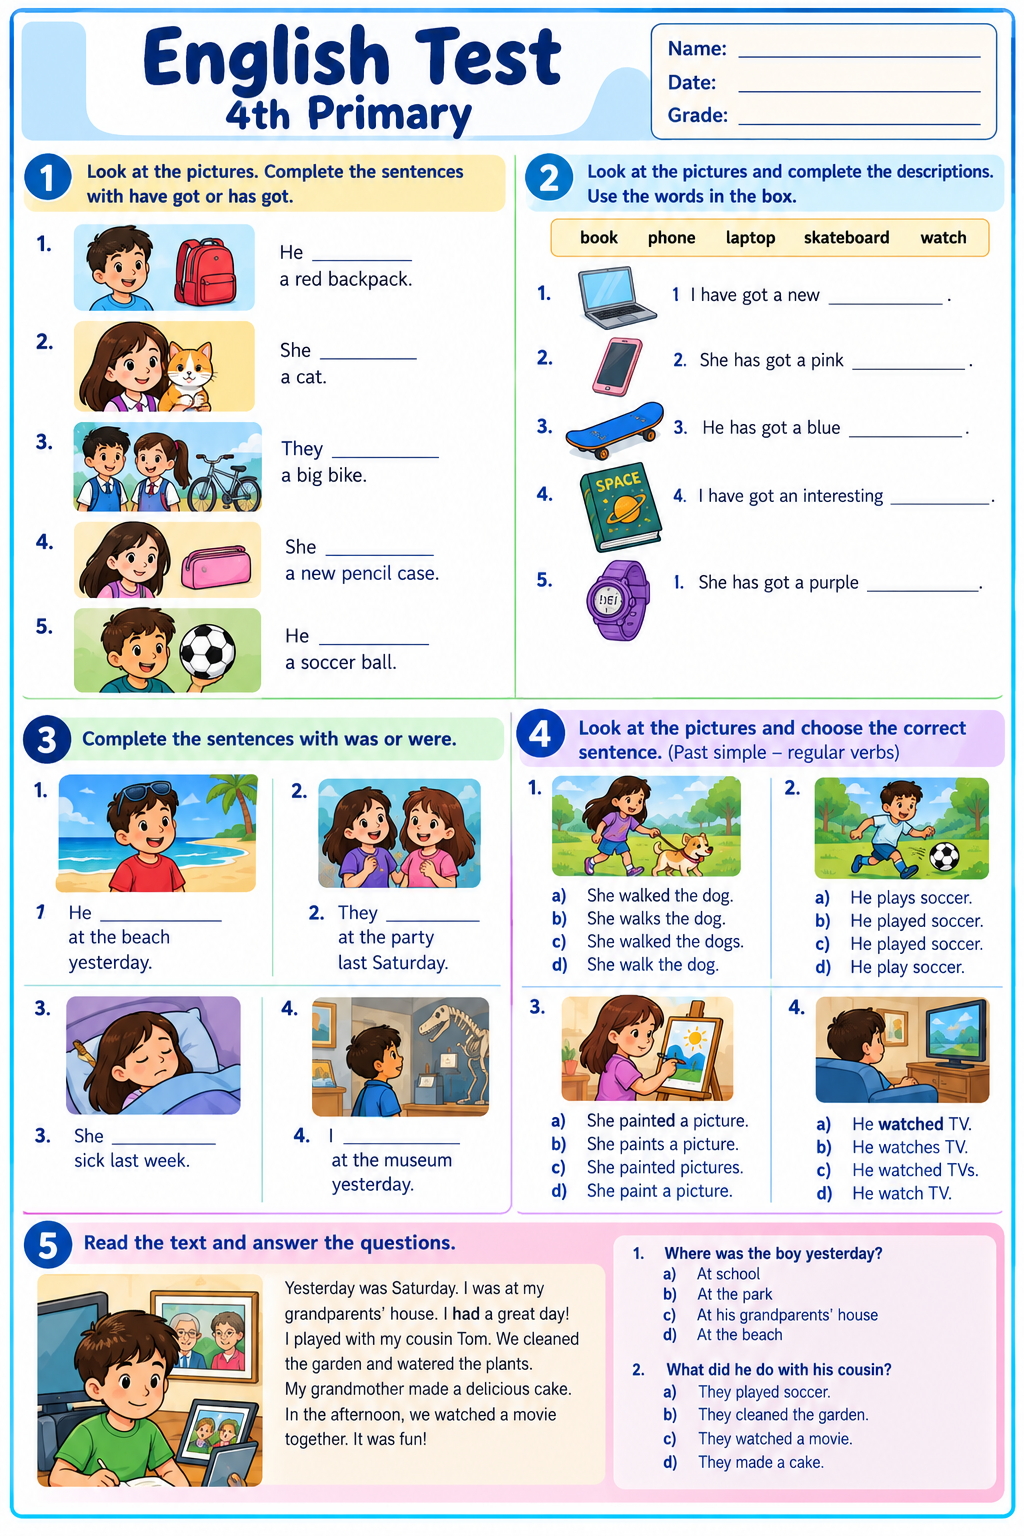 English Test
4th Primary
Name:
Date:
Grade:
1
Look at the pictures. Complete the sentences
with have got or has got.
1.
He ___________
a red backpack.
2.
She ___________
a cat.
3.
They ___________
a big bike.
4.
She ___________
a new pencil case.
5.
He ___________
a soccer ball.
2
Look at the pictures and complete the descriptions.
Use the words in the box.
book phone laptop skateboard watch
1.
1 I have got a new ___________ .
2.
2. She has got a pink ___________ .
3.
3. He has got a blue ___________ .
4.
SPACE
4. I have got an interesting ___________.
5.
1. She has got a purple ___________.
3
Complete the sentences with was or were.
1.
1 He ___________
at the beach
yesterday.
2.
2. They ___________
at the party
last Saturday.
3.
3. She ___________
sick last week.
4.
4. I ___________
at the museum
yesterday.
4
Look at the pictures and choose the correct
sentence. (Past simple – regular verbs)
1.
a) She walked the dog.
b) She walks the dog.
c) She walked the dogs.
d) She walk the dog.
2.
a) He plays soccer.
b) He played soccer.
c) He played soccer.
d) He play soccer.
3.
a) She painted a picture.
b) She paints a picture.
c) She painted pictures.
d) She paint a picture.
4.
a) He watched TV.
b) He watches TV.
c) He watched TVs.
d) He watch TV.
5
Read the text and answer the questions.
Yesterday was Saturday. I was at my
grandparents' house. I had a great day!
I played with my cousin Tom. We cleaned
the garden and watered the plants.
My grandmother made a delicious cake.
In the afternoon, we watched a movie
together. It was fun!
1. Where was the boy yesterday?
a) At school
b) At the park
c) At his grandparents' house
d) At the beach
2. What did he do with his cousin?
a) They played soccer.
b) They cleaned the garden.
c) They watched a movie.
d) They made a cake.